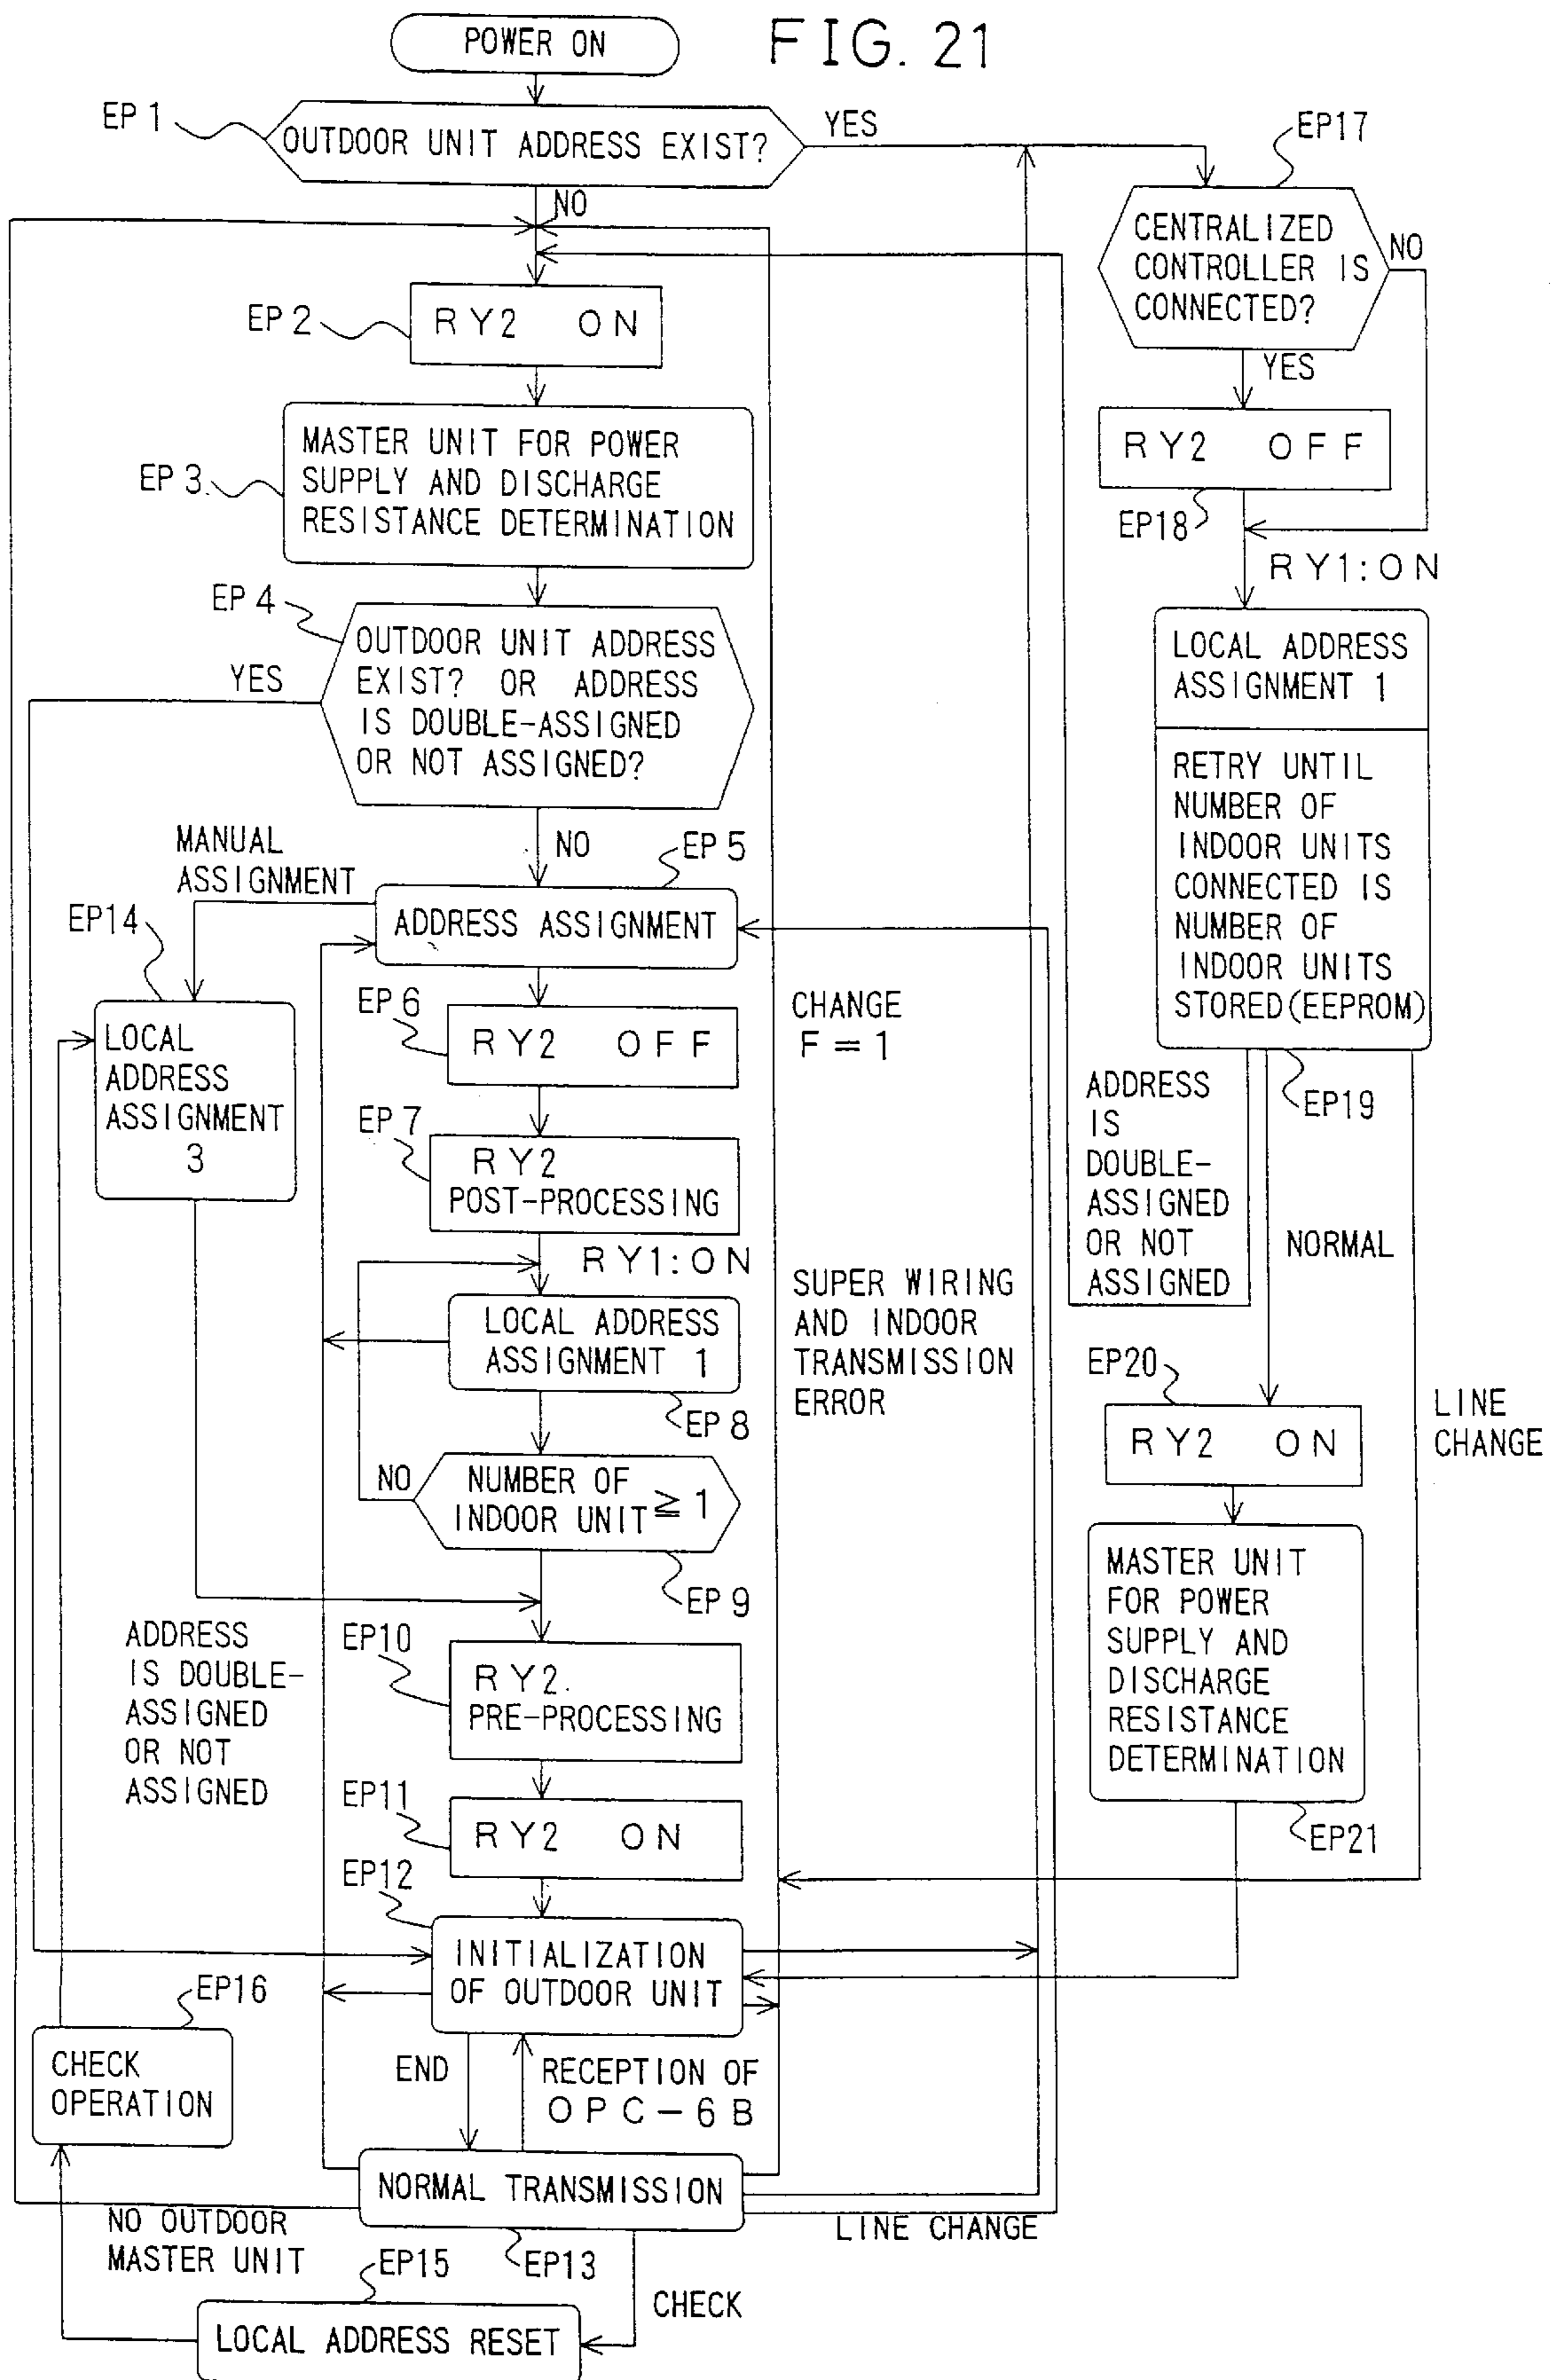 FIG. 21
POWER ON
EP1
OUTDOOR UNIT ADDRESS EXIST?
YES
NO
EP2
RY2 ON
EP3
MASTER UNIT FOR POWER
SUPPLY AND DISCHARGE
RESISTANCE DETERMINATION
EP4
OUTDOOR UNIT ADDRESS
EXIST? OR ADDRESS
IS DOUBLE-ASSIGNED
OR NOT ASSIGNED?
YES
NO
MANUAL
ASSIGNMENT
EP5
ADDRESS ASSIGNMENT
EP14
LOCAL
ADDRESS
ASSIGNMENT
3
EP6
RY2 OFF
CHANGE
F=1
EP7
RY2
POST-PROCESSING
RY1:ON
LOCAL ADDRESS
ASSIGNMENT 1
EP8
SUPER WIRING
AND INDOOR
TRANSMISSION
ERROR
NO
NUMBER OF
INDOOR UNIT ≧ 1
EP9
ADDRESS
IS DOUBLE-
ASSIGNED
OR NOT
ASSIGNED
EP10
RY2.
PRE-PROCESSING
EP11
RY2 ON
EP12
INITIALIZATION
OF OUTDOOR UNIT
EP16
CHECK
OPERATION
END
RECEPTION OF
OPC-6B
NORMAL TRANSMISSION
NO OUTDOOR
MASTER UNIT
LINE CHANGE
EP13
EP15
CHECK
LOCAL ADDRESS RESET
EP17
CENTRALIZED
CONTROLLER IS
CONNECTED?
NO
YES
RY2 OFF
EP18
RY1:ON
LOCAL ADDRESS
ASSIGNMENT 1
RETRY UNTIL
NUMBER OF
INDOOR UNITS
CONNECTED IS
NUMBER OF
INDOOR UNITS
STORED(EEPROM)
EP19
ADDRESS
IS
DOUBLE-
ASSIGNED
OR NOT
ASSIGNED
NORMAL
LINE
CHANGE
EP20
RY2 ON
MASTER UNIT
FOR POWER
SUPPLY AND
DISCHARGE
RESISTANCE
DETERMINATION
EP21